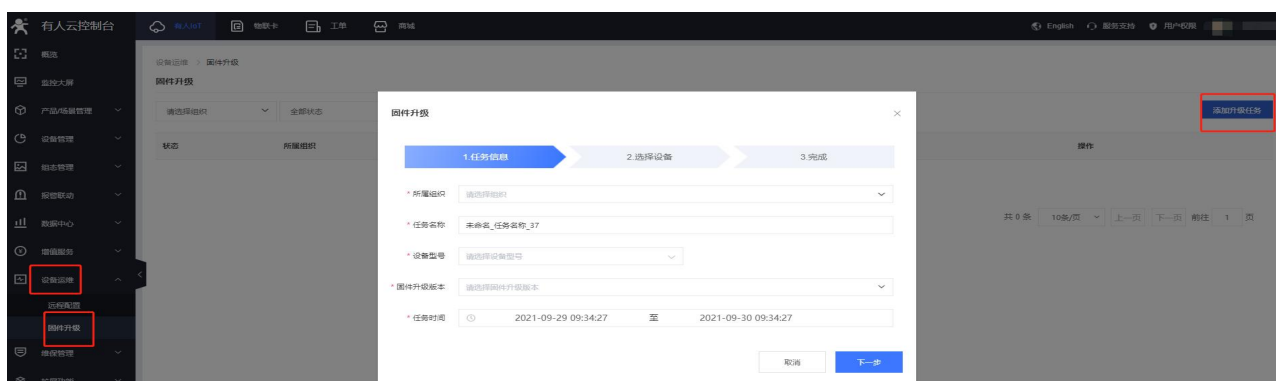 有人云控制台
有人IoT
物联卡
工单
商城
English
服务支持
用户权限
概览
监控大屏
产品/场景管理
设备管理
组态管理
报警联动
数据中心
增值服务
设备运维
远程配置
固件升级
维保管理
设备运维 > 固件升级
固件升级
请选择组织
全部状态
添加升级任务
状态
所属组织
操作
共 0 条
10条/页
上一页
下一页
前往 1 页
固件升级
1.任务信息
2.选择设备
3.完成
* 所属组织 请选择组织
* 任务名称 未命名_任务名称_37
* 设备型号 请选择设备型号
* 固件升级版本 请选择固件升级版本
* 任务时间 2021-09-29 09:34:27 至 2021-09-30 09:34:27
取消
下一步